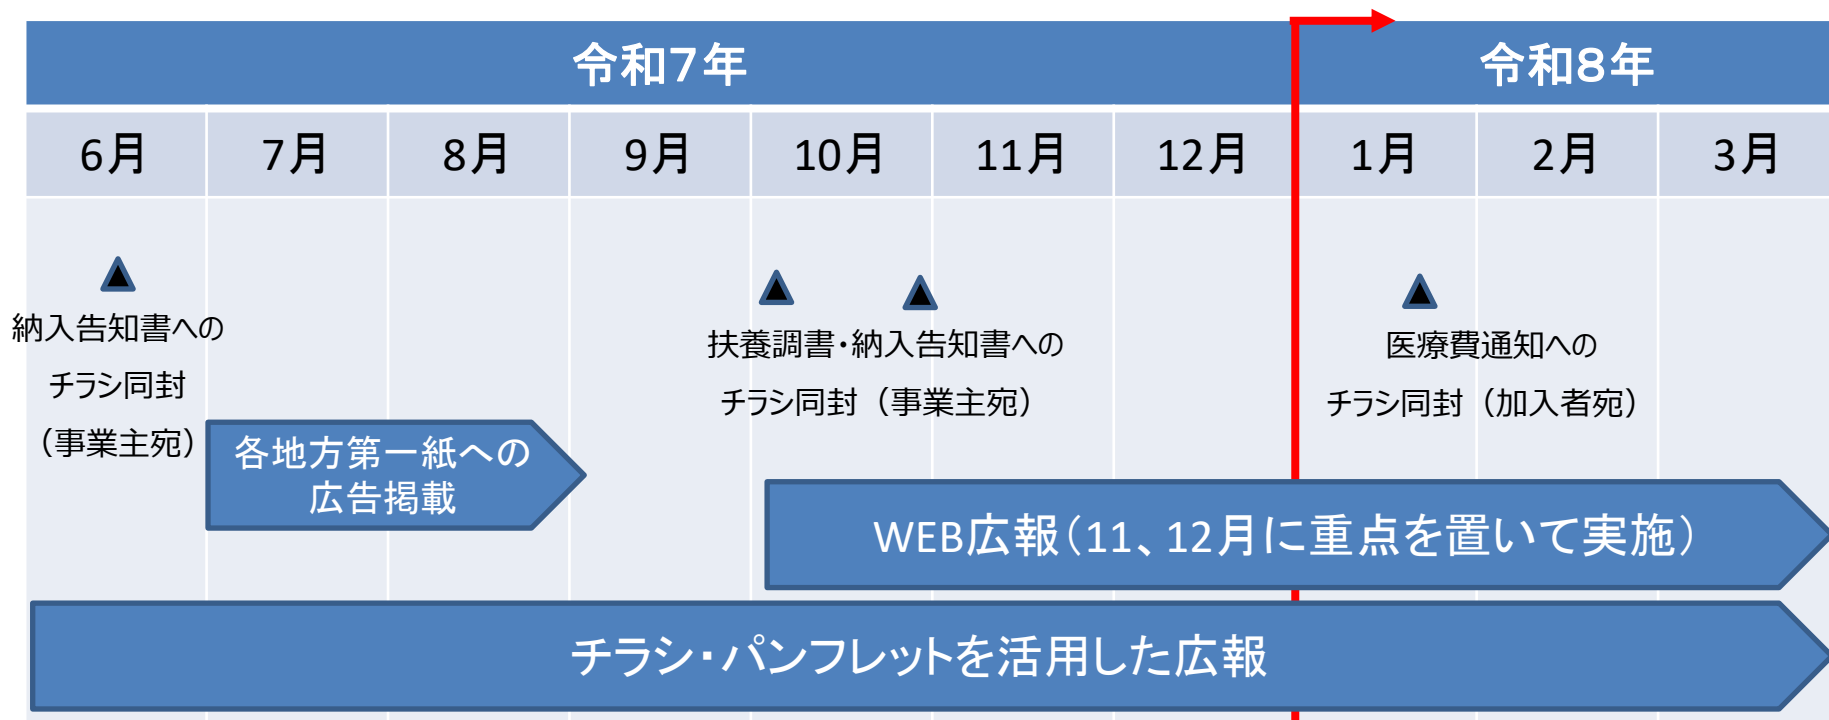 令和7年 令和8年
6月 7月 8月 9月 10月 11月 12月 1月 2月 3月
納入告知書への
チラシ同封
（事業主宛）
扶養調書・納入告知書への
チラシ同封（事業主宛）
医療費通知への
チラシ同封（加入者宛）
各地方第一紙への
広告掲載
WEB広報（11、12月に重点を置いて実施）
チラシ・パンフレットを活用した広報